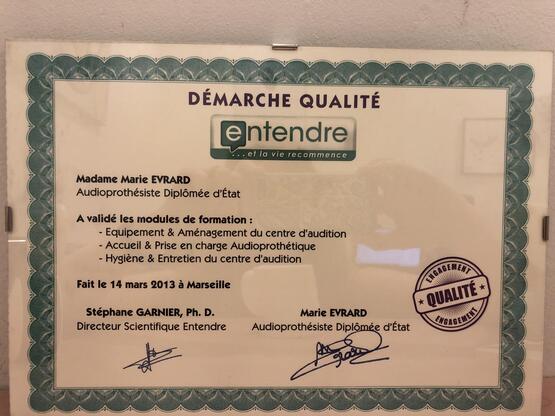 DÉMARCHE QUALITÉ
entendre
...et la vie recommence
Madame Marie EVRARD
Audioprothésiste Diplômée d'État
A validé les modules de formation :
- Equipement & Aménagement du centre d'audition
- Accueil & Prise en charge Audioprothétique
- Hygiène & Entretien du centre d'audition
Fait le 14 mars 2013 à Marseille
Stéphane GARNIER, Ph. D.
Directeur Scientifique Entendre
Marie EVRARD
Audioprothésiste Diplômée d'État
ENGAGEMENT
QUALITÉ
ENGAGEMENT